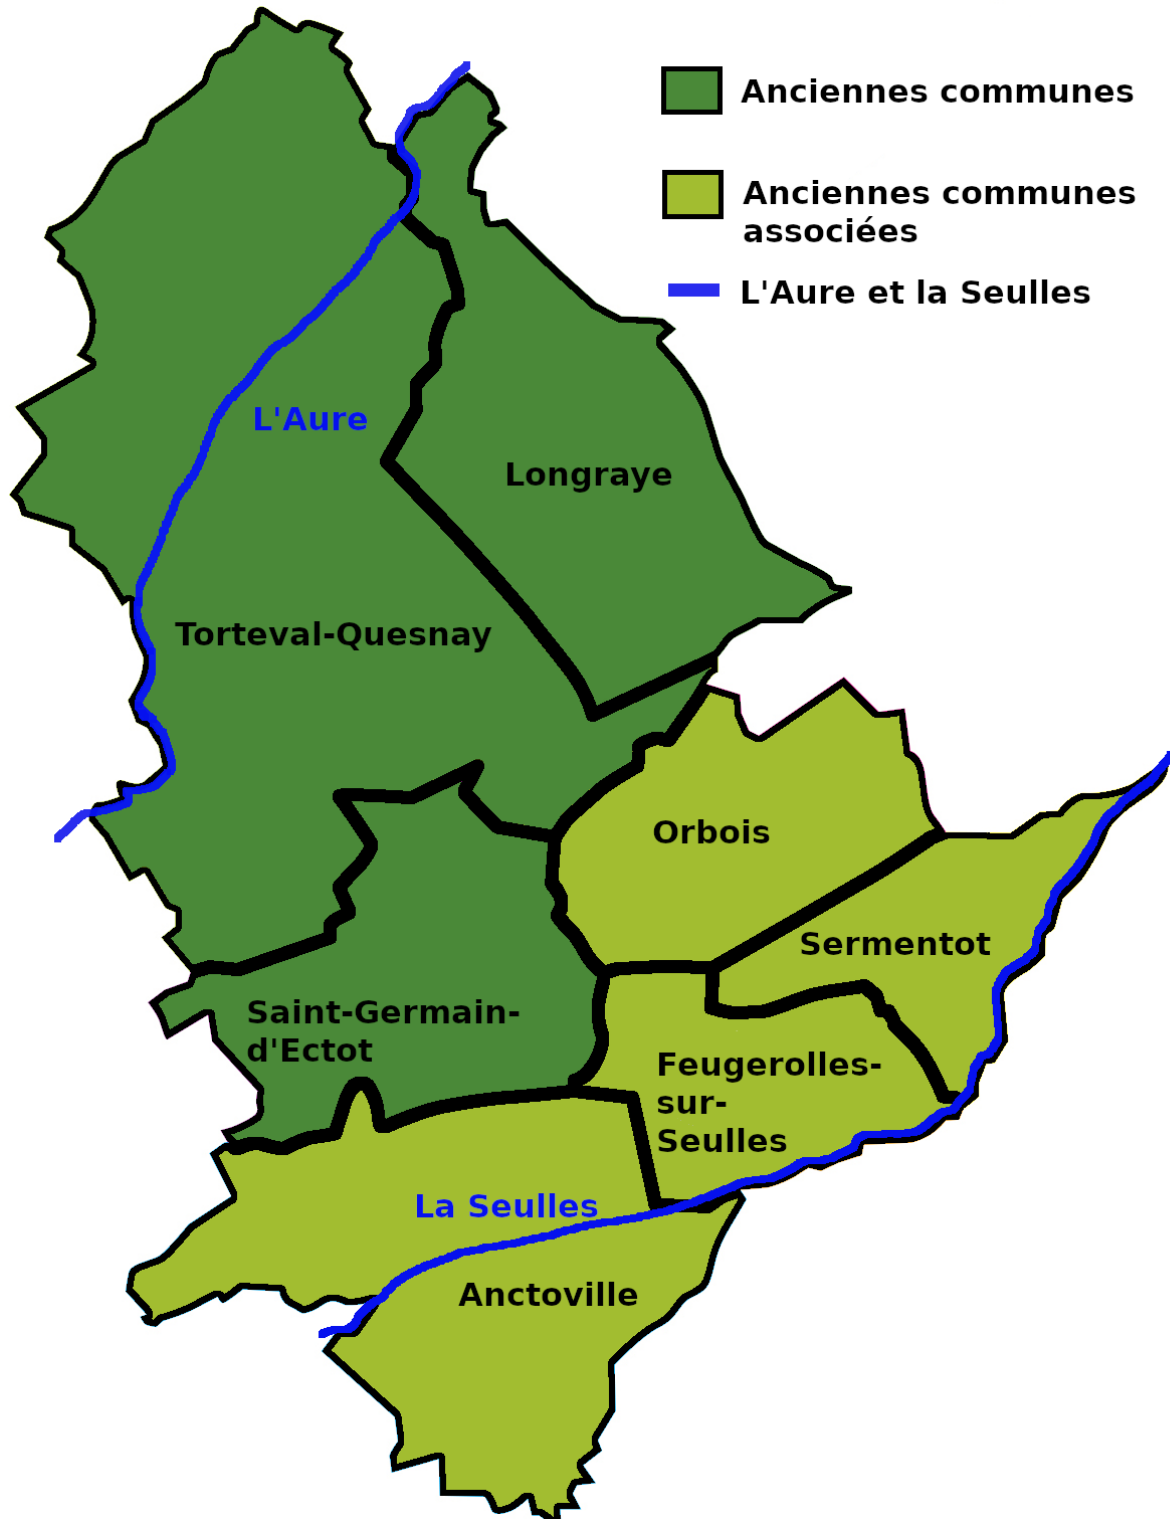 Anciennes communes
Anciennes communes
associées
L'Aure et la Seulles
L'Aure
Longraye
Torteval-Quesnay
Orbois
Sermentot
Saint-Germain-
d'Ectot
Feugerolles-
sur-
Seulles
La Seulles
Anctoville